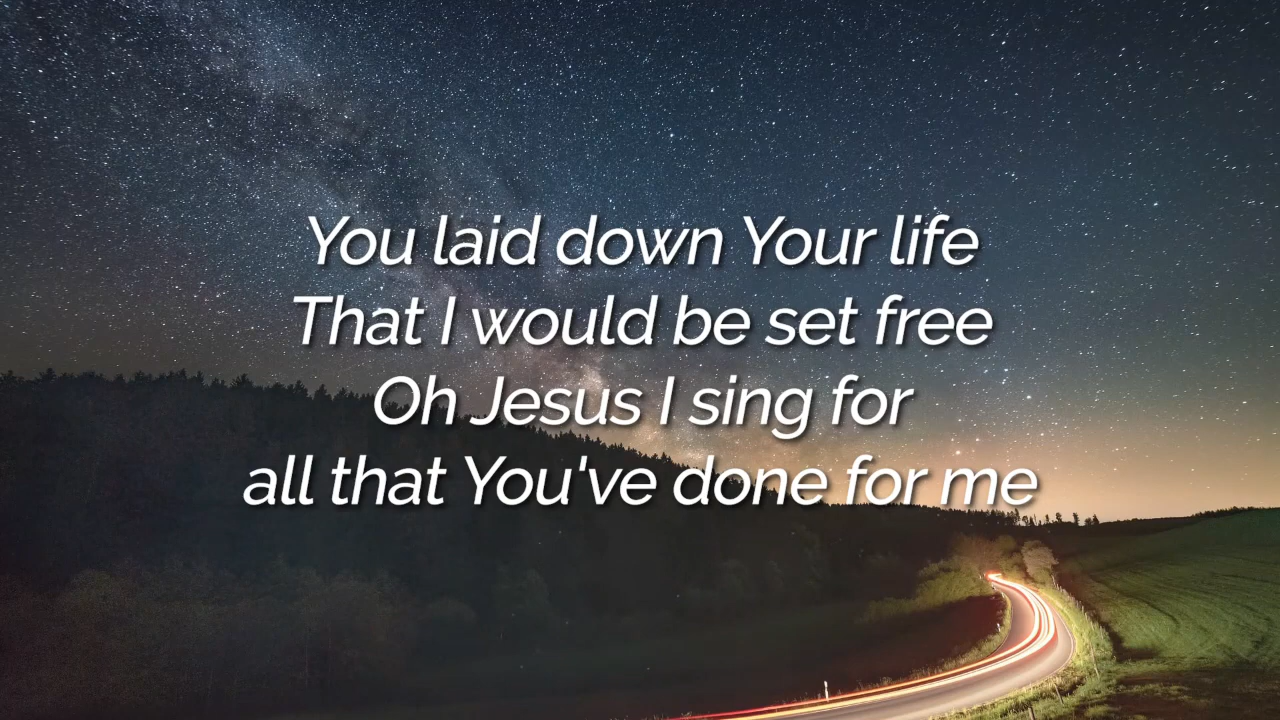 You laid down Your life
That I would be set free
Oh Jesus I sing for
all that You've done for me